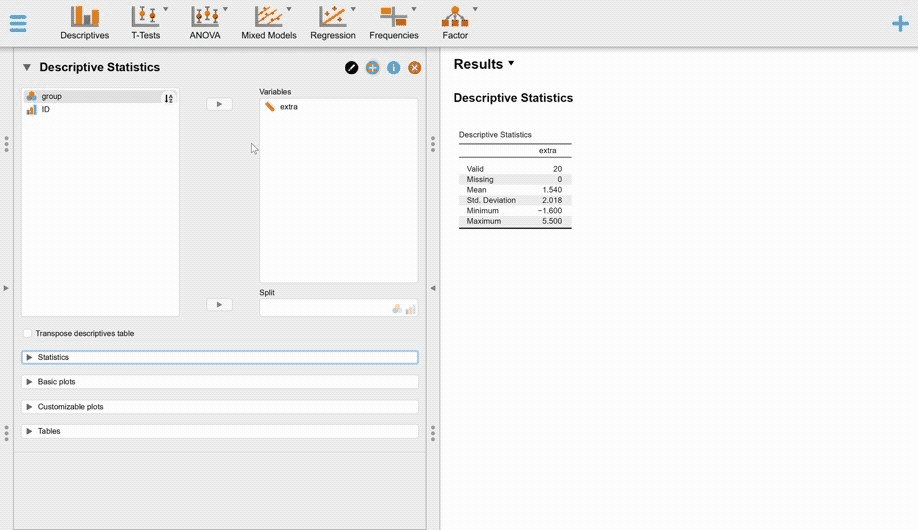 Descriptives T-Tests ANOVA Mixed Models Regression Frequencies Factor
Descriptive Statistics
group
ID
Variables
extra
Split
Transpose descriptives table
Statistics
Basic plots
Customizable plots
Tables
Results
Descriptive Statistics
Descriptive Statistics
extra
Valid 20
Missing 0
Mean 1.540
Std. Deviation 2.018
Minimum −1.600
Maximum 5.500